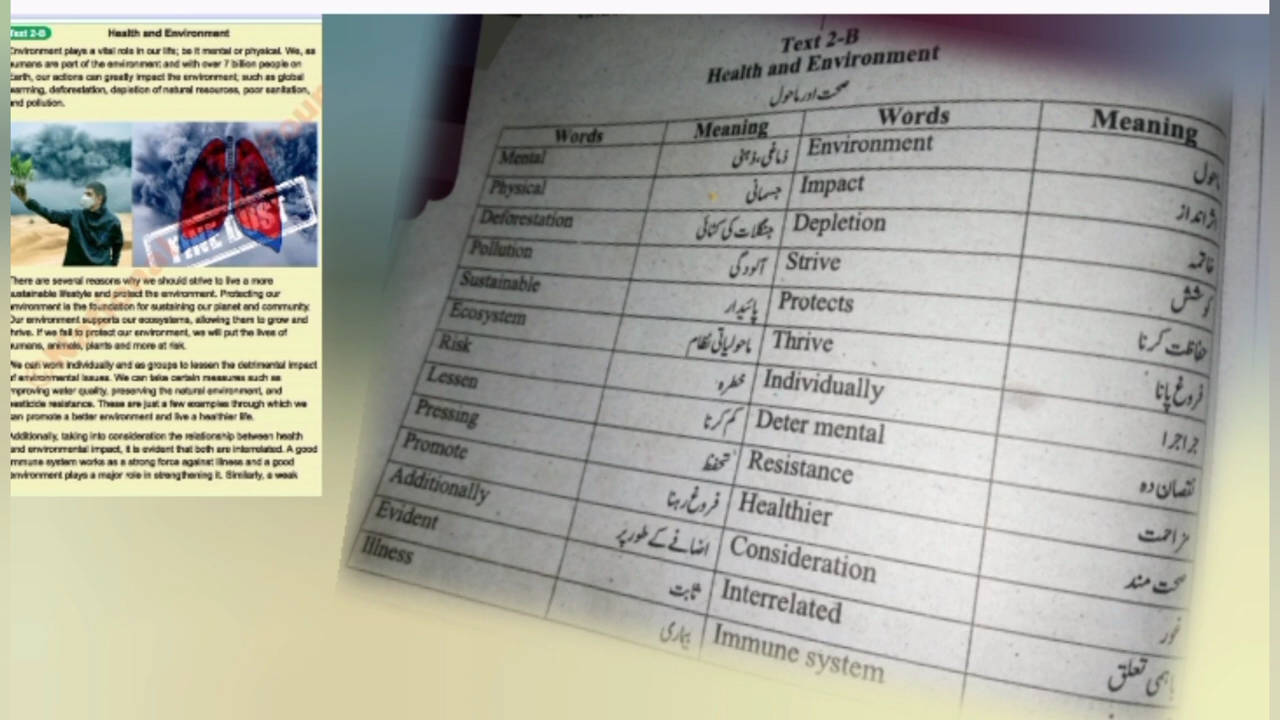 Text 2-B
Health and Environment
Environment plays a vital role in our life; be it mental or physical. We, as
humans are part of the environment and with over 7 billion people on
Earth, our actions can greatly impact the environment; such as global
warming, deforestation, depletion of natural resources, poor sanitation,
and pollution.
There are several reasons why we should strive to live a more
sustainable lifestyle and protect the environment. Protecting our
environment is the foundation for sustaining our planet and community.
Our environment supports our ecosystems, allowing them to grow and
thrive. If we fail to protect our environment, we will put the lives of
humans, animals, plants and more at risk.
We can work individually and as groups to lessen the detrimental impact
of environmental issues. We can take certain measures such as
improving water quality, preserving the natural environment, and
pesticide resistance. These are just a few examples through which we
can promote a better environment and live a healthier life.
Additionally, taking into consideration the relationship between health
and environmental impact, it is evident that both are interrelated. A good
immune system works as a strong force against illness and a good
environment plays a major role in strengthening it. Similarly, a weak
Text 2-B
Health and Environment
صحت اور ماحول
Words Meaning Words Meaning
Mental دماغی،ذہنی Environment ماحول
Physical جسمانی Impact اثرانداز
Deforestation جنگلات کی کٹائی Depletion خاتمہ
Pollution آلودگی Strive کوشش
Sustainable پائیدار Protects حفاظت کرنا
Ecosystem ماحولیاتی نظام Thrive فروغ پانا
Risk خطرہ Individually جراجرا
Lessen کم کرنا Deter mental نقصان دہ
Pressing تحفظ Resistance مزاحمت
Promote فروغ رہنا Healthier صحت مند
Additionally اضافے کے طور پر Consideration غور
Evident ثابت Interrelated باہمی تعلق
Illness بیماری Immune system